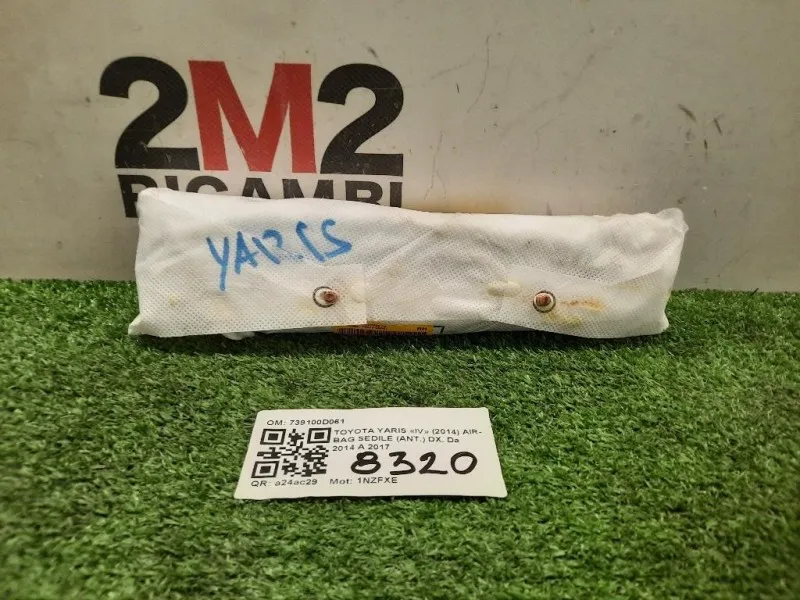 2M2
RICAMBI
YARIS
RH
OM: 739100D061
TOYOTA YARIS «IV» (2014) AIR-
BAG SEDILE (ANT.) DX. Da
2014 A 2017
8320
QR: a24ac29 Mot: 1NZFXE